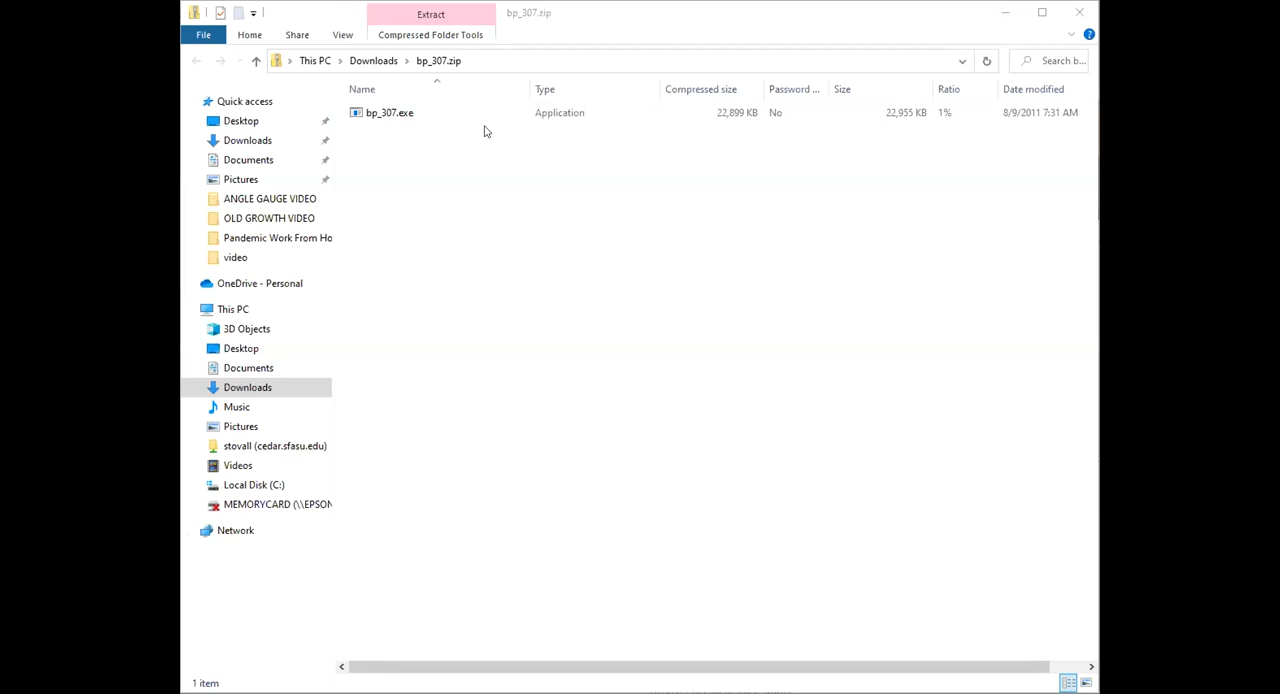 Extract
bp_307.zip
File
Home
Share
View
Compressed Folder Tools
This PC
Downloads
bp_307.zip
Search b...
Name
Type
Compressed size
Password ...
Size
Ratio
Date modified
bp_307.exe
Application
22,899 KB
No
22,955 KB
1%
8/9/2011 7:31 AM
Quick access
Desktop
Downloads
Documents
Pictures
ANGLE GAUGE VIDEO
OLD GROWTH VIDEO
Pandemic Work From Ho
video
OneDrive - Personal
This PC
3D Objects
Desktop
Documents
Downloads
Music
Pictures
stovall (cedar.sfasu.edu)
Videos
Local Disk (C:)
MEMORYCARD (\\EPSON
Network
1 item